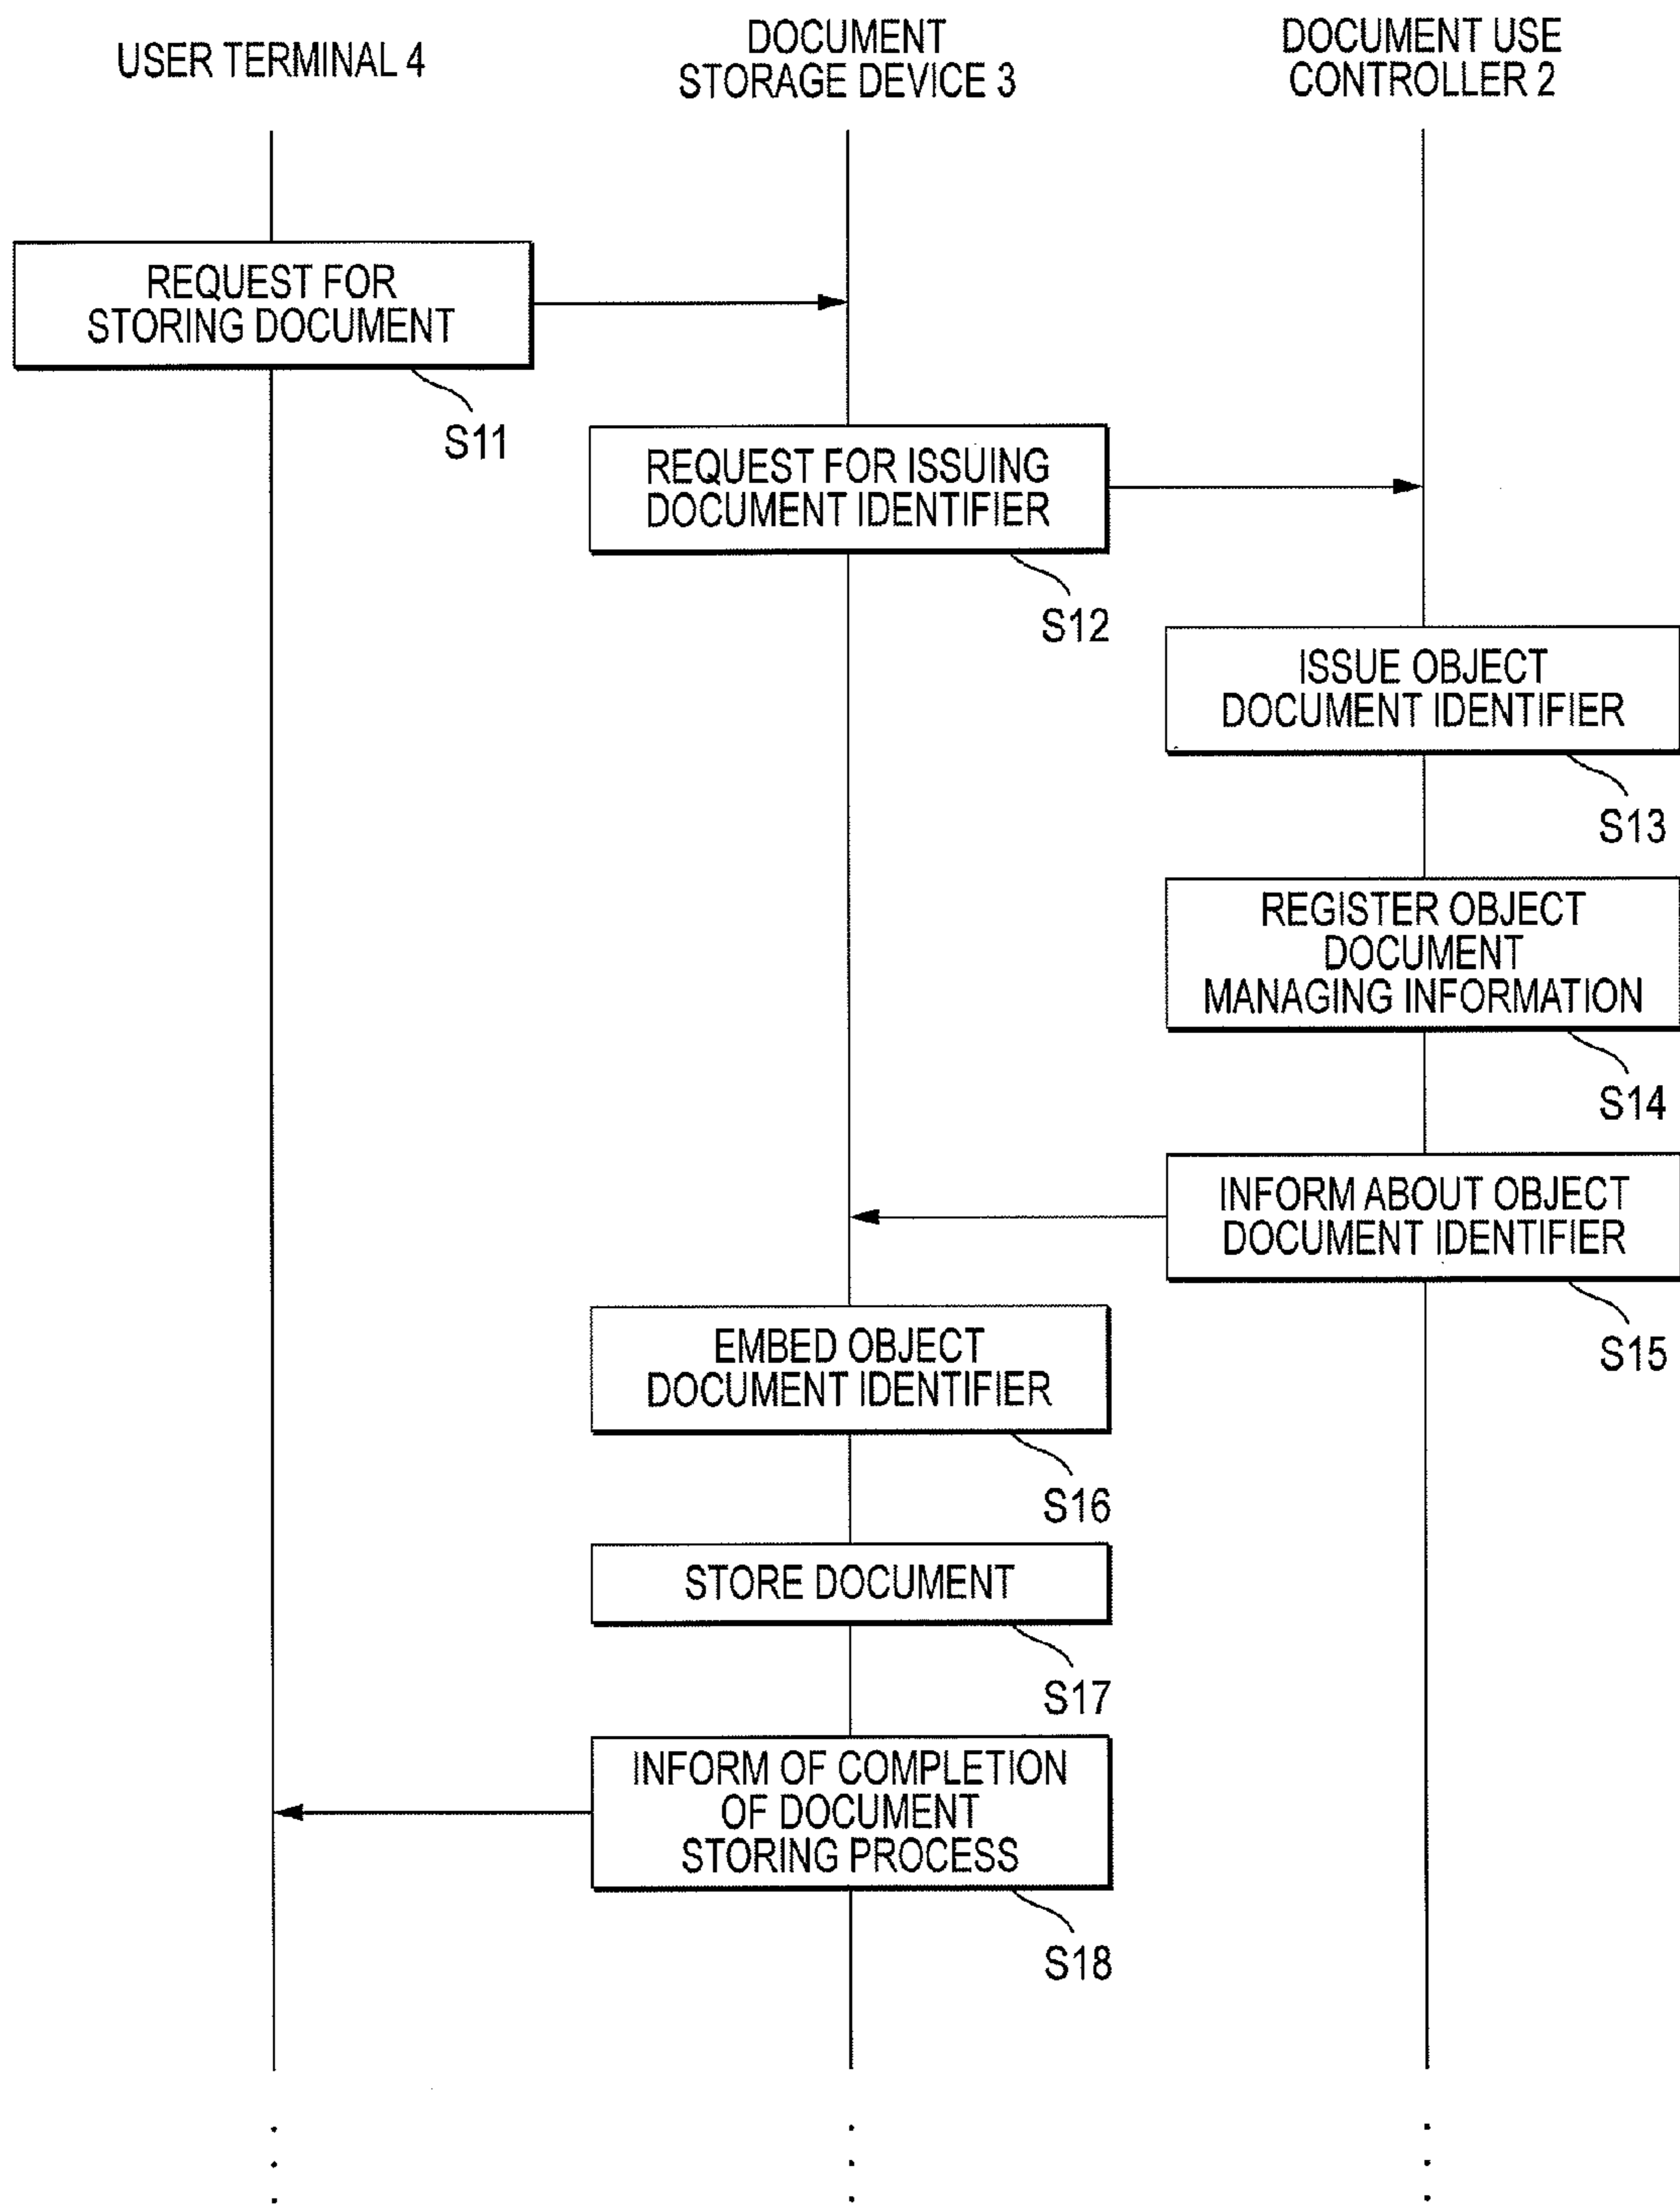 USER TERMINAL 4
DOCUMENT
STORAGE DEVICE 3
DOCUMENT USE
CONTROLLER 2
REQUEST FOR
STORING DOCUMENT
S11
REQUEST FOR ISSUING
DOCUMENT IDENTIFIER
S12
ISSUE OBJECT
DOCUMENT IDENTIFIER
S13
REGISTER OBJECT
DOCUMENT
MANAGING INFORMATION
S14
INFORM ABOUT OBJECT
DOCUMENT IDENTIFIER
S15
EMBED OBJECT
DOCUMENT IDENTIFIER
S16
STORE DOCUMENT
S17
INFORM OF COMPLETION
OF DOCUMENT
STORING PROCESS
S18